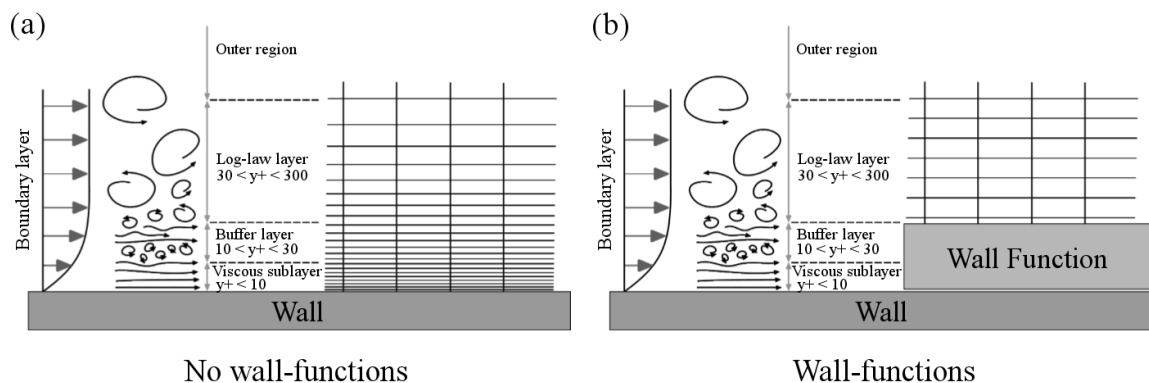 (a)
Outer region
Boundary layer
Log-law layer
30 < y+ < 300
Buffer layer
10 < y+ < 30
Viscous sublayer
y+ < 10
Wall
No wall-functions
(b)
Outer region
Boundary layer
Log-law layer
30 < y+ < 300
Buffer layer
10 < y+ < 30
Viscous sublayer
y+ < 10
Wall Function
Wall
Wall-functions